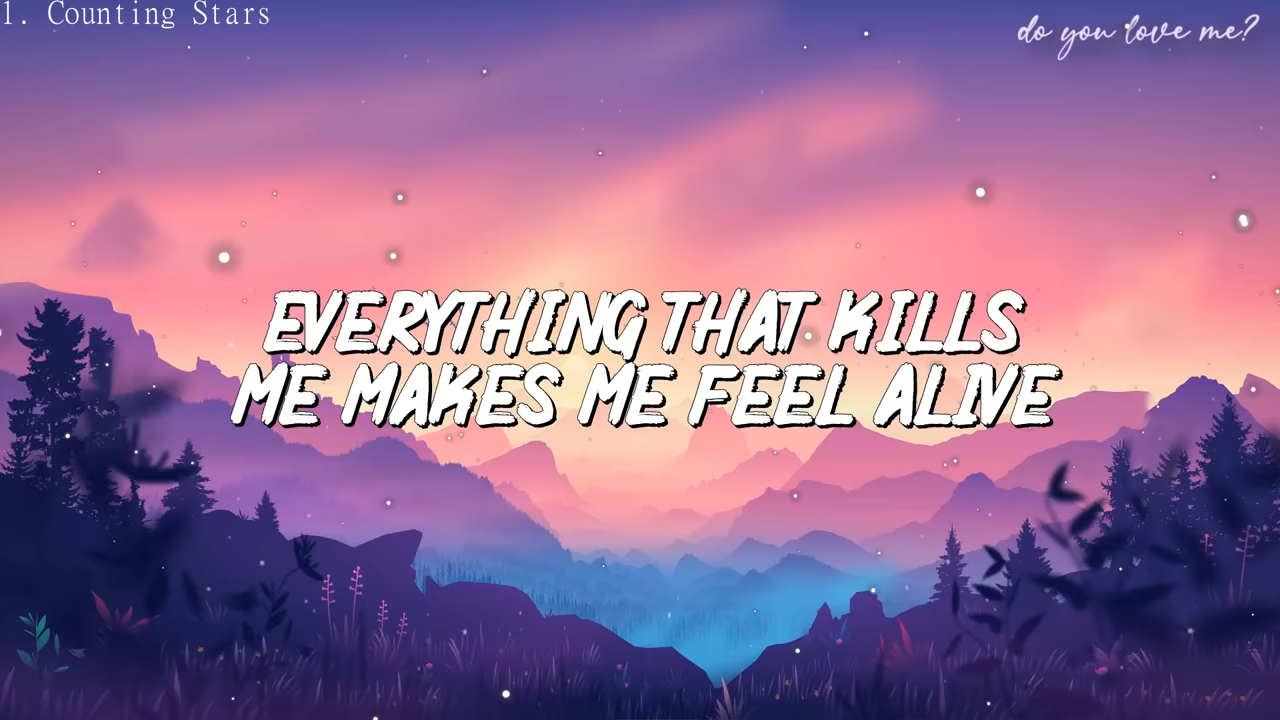 1. Counting Stars
do you love me?
EVERYTHING THAT KILLS
ME MAKES ME FEEL ALIVE